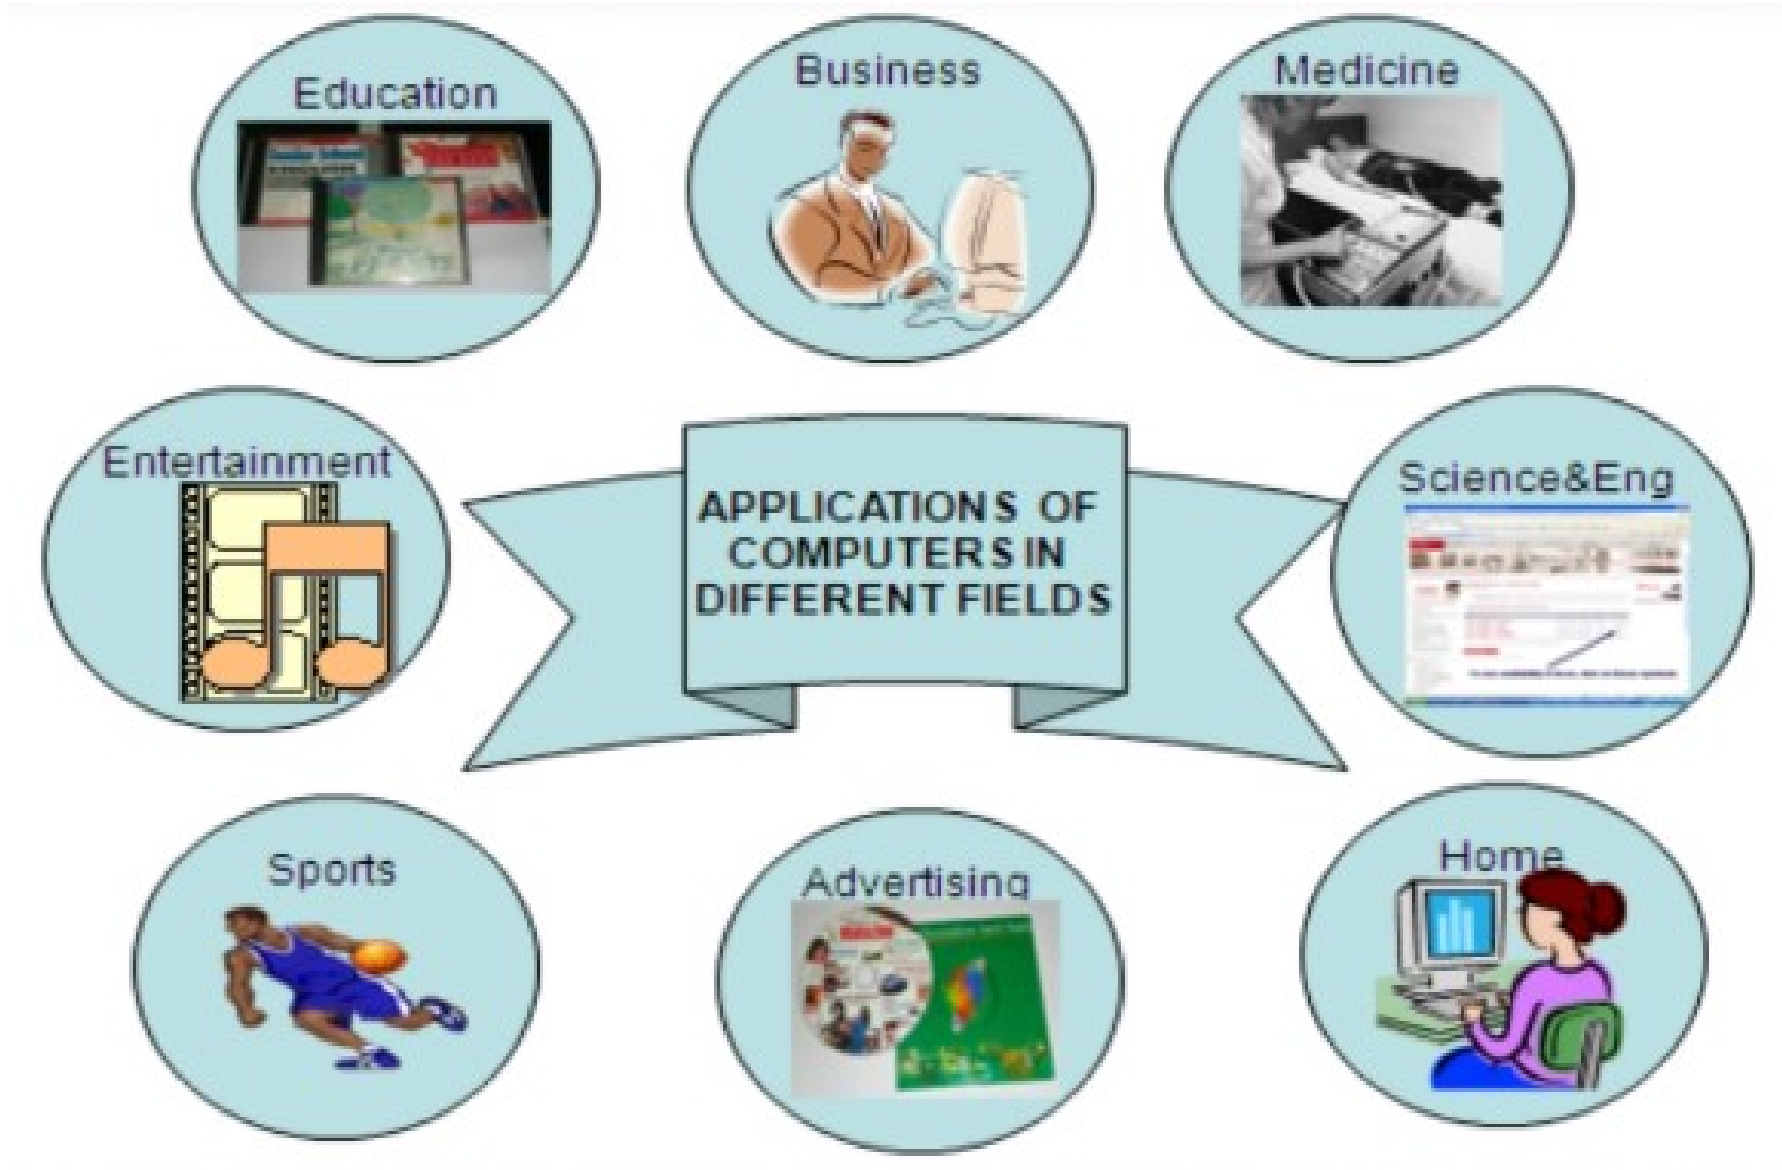 Education
Business
Medicine
Entertainment
APPLICATIONS OF
COMPUTERS IN
DIFFERENT FIELDS
Science&Eng
Sports
Advertising
Home